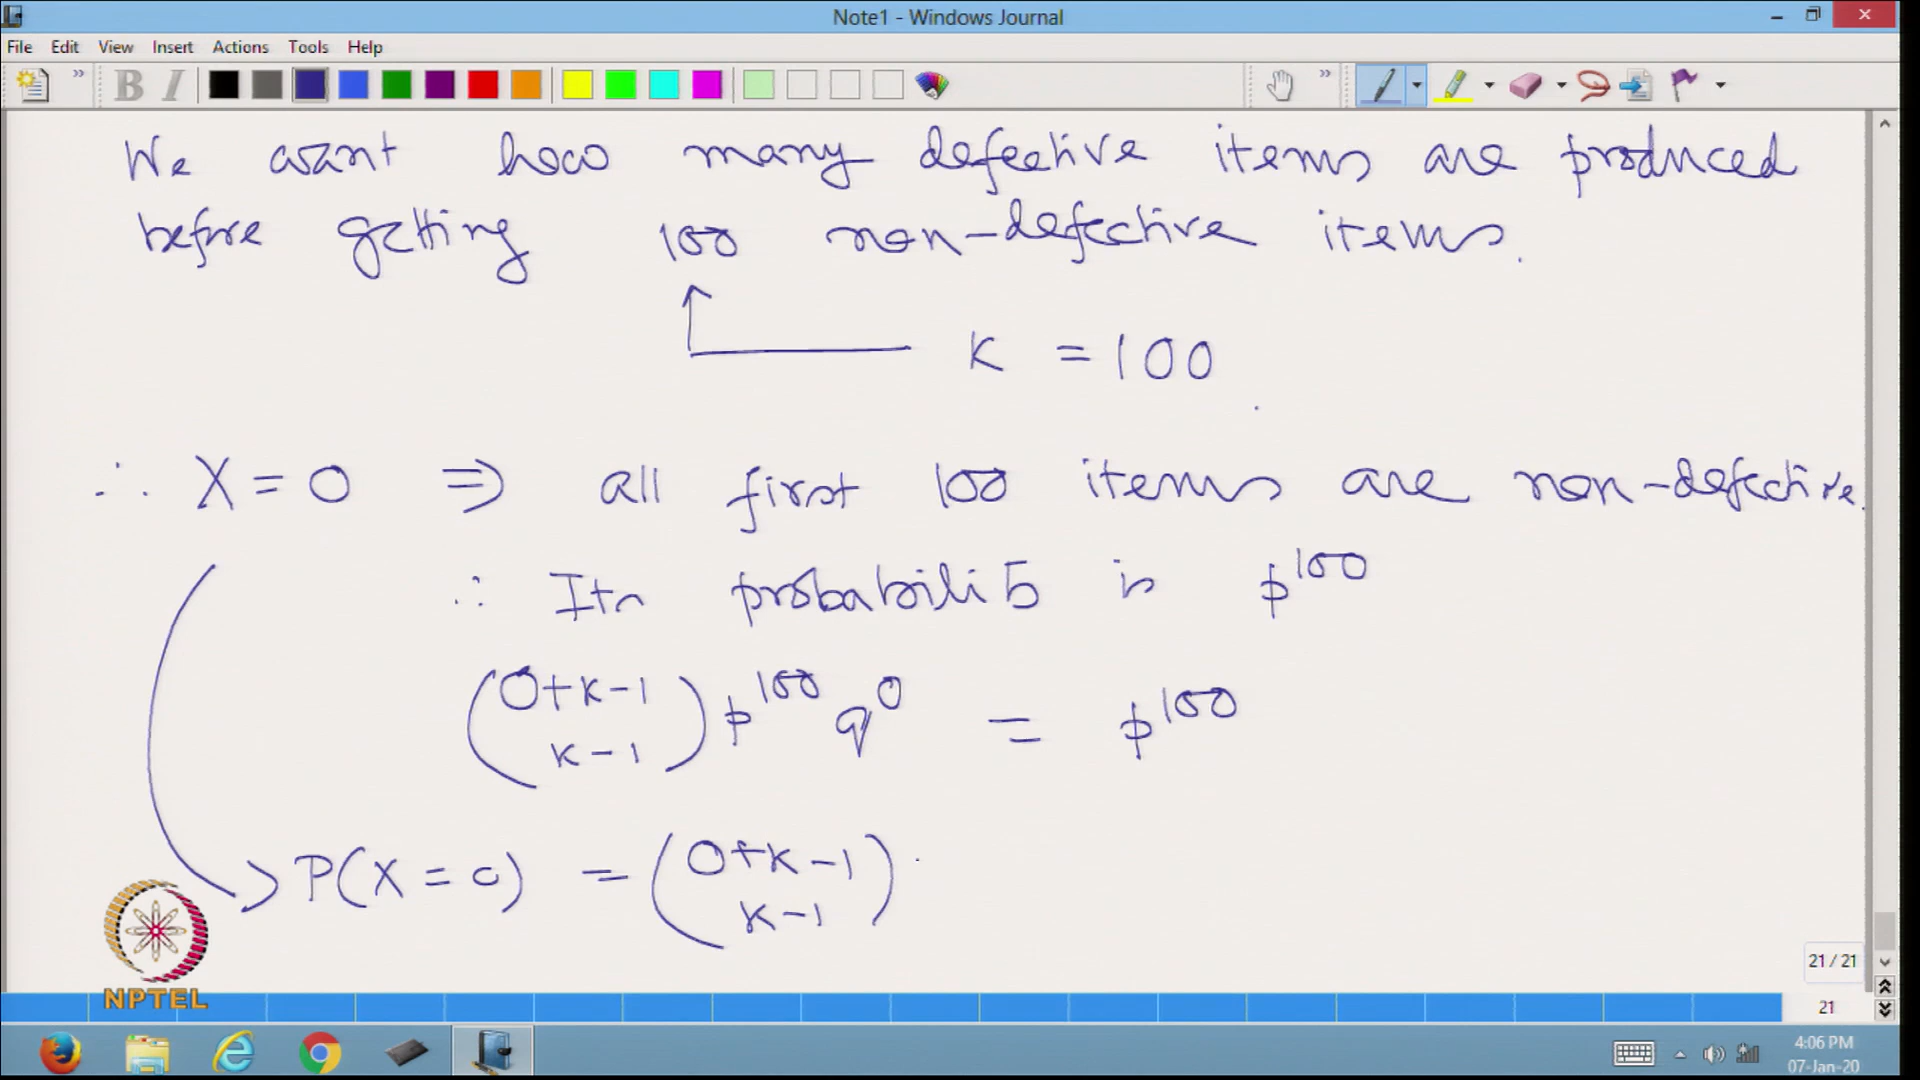 Note1 - Windows Journal
File Edit View Insert Actions Tools Help
B I
We want how many defective items are produced
before getting 100 non-defective items.
K = 100
∴ X = 0 ⇒ all first 100 items are non-defective.
∴ Its probability is p^100
(0+k-1
k-1) p^100 q^0 = p^100
P(X = 0) = (0+k-1
k-1)
NPTEL
21 / 21
21
4:06 PM
07-Jan-20